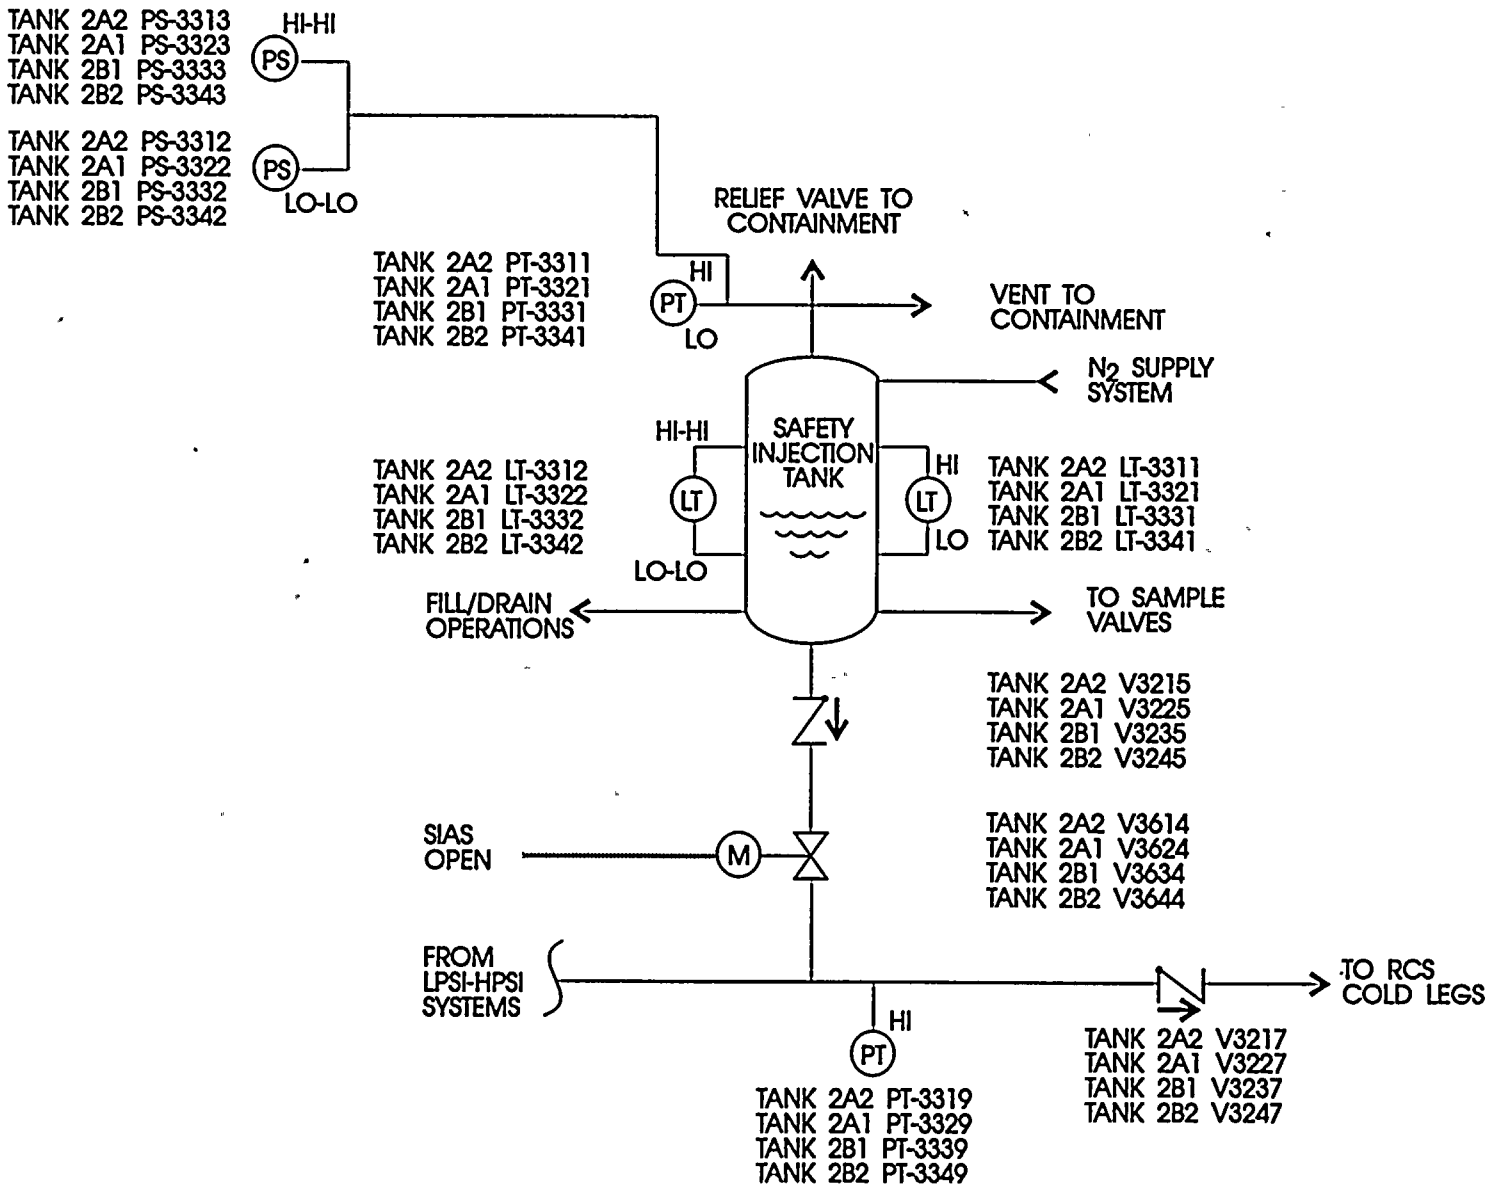 TANK 2A2 PS-3313
TANK 2A1 PS-3323
TANK 2B1 PS-3333
TANK 2B2 PS-3343
HI-HI
PS
TANK 2A2 PS-3312
TANK 2A1 PS-3322
TANK 2B1 PS-3332
TANK 2B2 PS-3342
PS
LO-LO
RELIEF VALVE TO
CONTAINMENT
TANK 2A2 PT-3311
TANK 2A1 PT-3321
TANK 2B1 PT-3331
TANK 2B2 PT-3341
HI
PT
LO
VENT TO
CONTAINMENT
N2 SUPPLY
SYSTEM
SAFETY
INJECTION
TANK
HI-HI
LT
LO-LO
TANK 2A2 LT-3312
TANK 2A1 LT-3322
TANK 2B1 LT-3332
TANK 2B2 LT-3342
HI
LT
LO
TANK 2A2 LT-3311
TANK 2A1 LT-3321
TANK 2B1 LT-3331
TANK 2B2 LT-3341
FILL/DRAIN
OPERATIONS
TO SAMPLE
VALVES
TANK 2A2 V3215
TANK 2A1 V3225
TANK 2B1 V3235
TANK 2B2 V3245
SIAS
OPEN
M
TANK 2A2 V3614
TANK 2A1 V3624
TANK 2B1 V3634
TANK 2B2 V3644
FROM
LPSI-HPSI
SYSTEMS
TO RCS
COLD LEGS
HI
PT
TANK 2A2 V3217
TANK 2A1 V3227
TANK 2B1 V3237
TANK 2B2 V3247
TANK 2A2 PT-3319
TANK 2A1 PT-3329
TANK 2B1 PT-3339
TANK 2B2 PT-3349